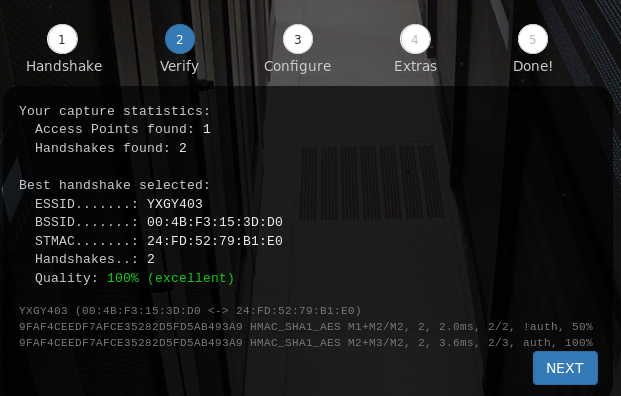 1 2 3 4 5
Handshake Verify Configure Extras Done!
Your capture statistics:
Access Points found: 1
Handshakes found: 2
Best handshake selected:
ESSID.......: YXGY403
BSSID.......: 00:4B:F3:15:3D:D0
STMAC.......: 24:FD:52:79:B1:E0
Handshakes..: 2
Quality: 100% (excellent)
YXGY403 (00:4B:F3:15:3D:D0 <-> 24:FD:52:79:B1:E0)
9FAF4CEEDF7AFCE35282D5FD5AB493A9 HMAC_SHA1_AES M1+M2/M2, 2, 2.0ms, 2/2, !auth, 50%
9FAF4CEEDF7AFCE35282D5FD5AB493A9 HMAC_SHA1_AES M2+M3/M2, 2, 3.6ms, 2/3, auth, 100%
NEXT